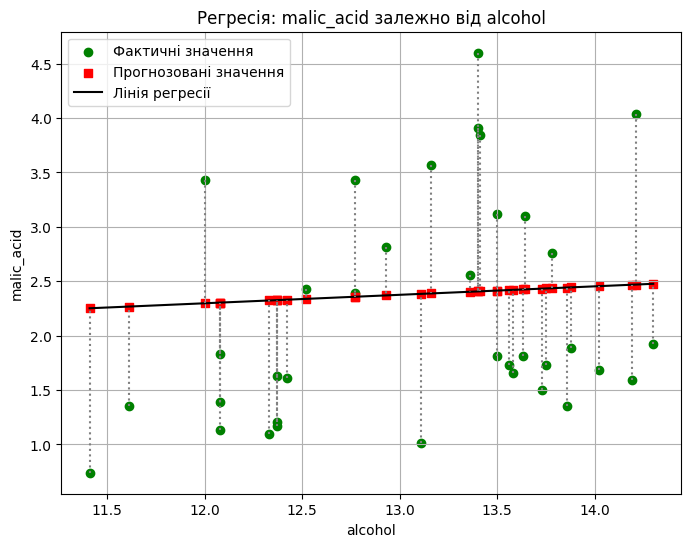 Регресія: malic_acid залежно від alcohol
Фактичні значення
Прогнозовані значення
Лінія регресії
4.5
4.0
3.5
3.0
2.5
2.0
1.5
1.0
malic_acid
11.5 12.0 12.5 13.0 13.5 14.0
alcohol